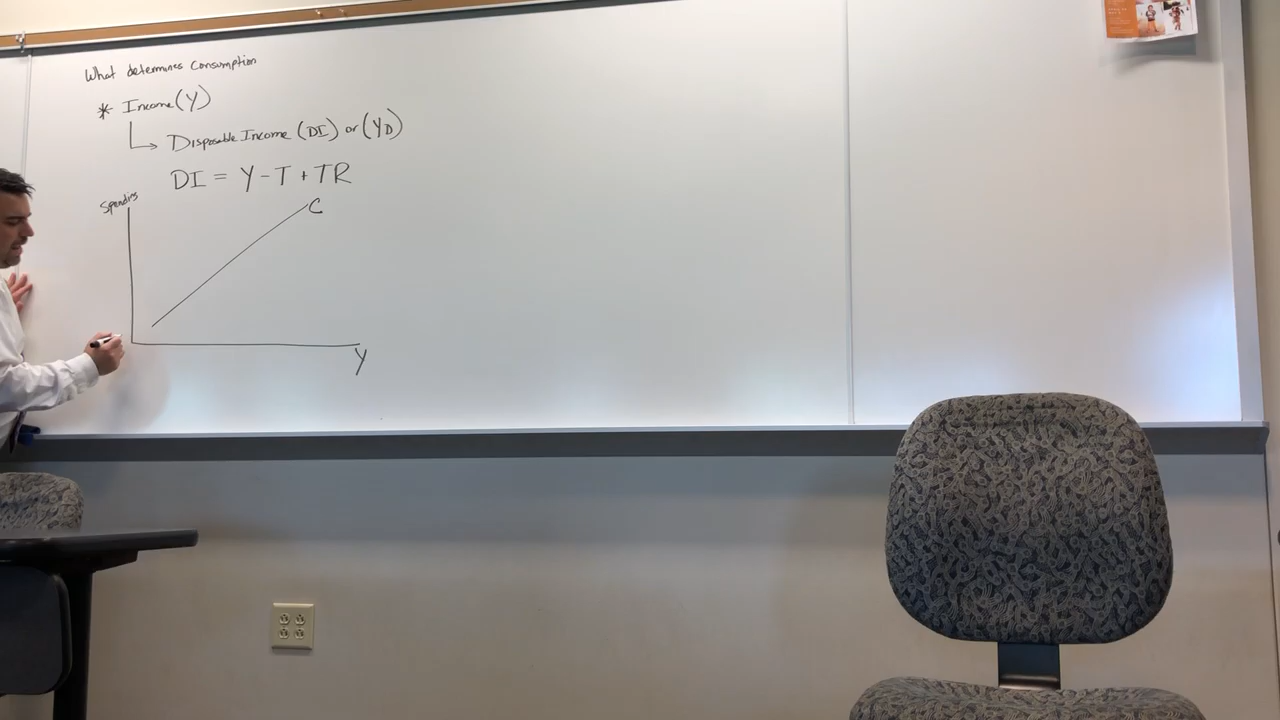 What determines Consumption
* Income (Y)
Disposable Income (DI) or (YD)
DI = Y - T + TR
Spending
C
Y